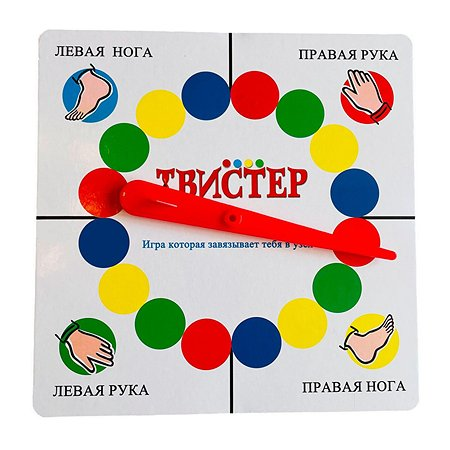 ЛЕВАЯ НОГА
ПРАВАЯ РУКА
ТВИСТЕР
Игра которая завязывает тебя в узел
ЛЕВАЯ РУКА
ПРАВАЯ НОГА